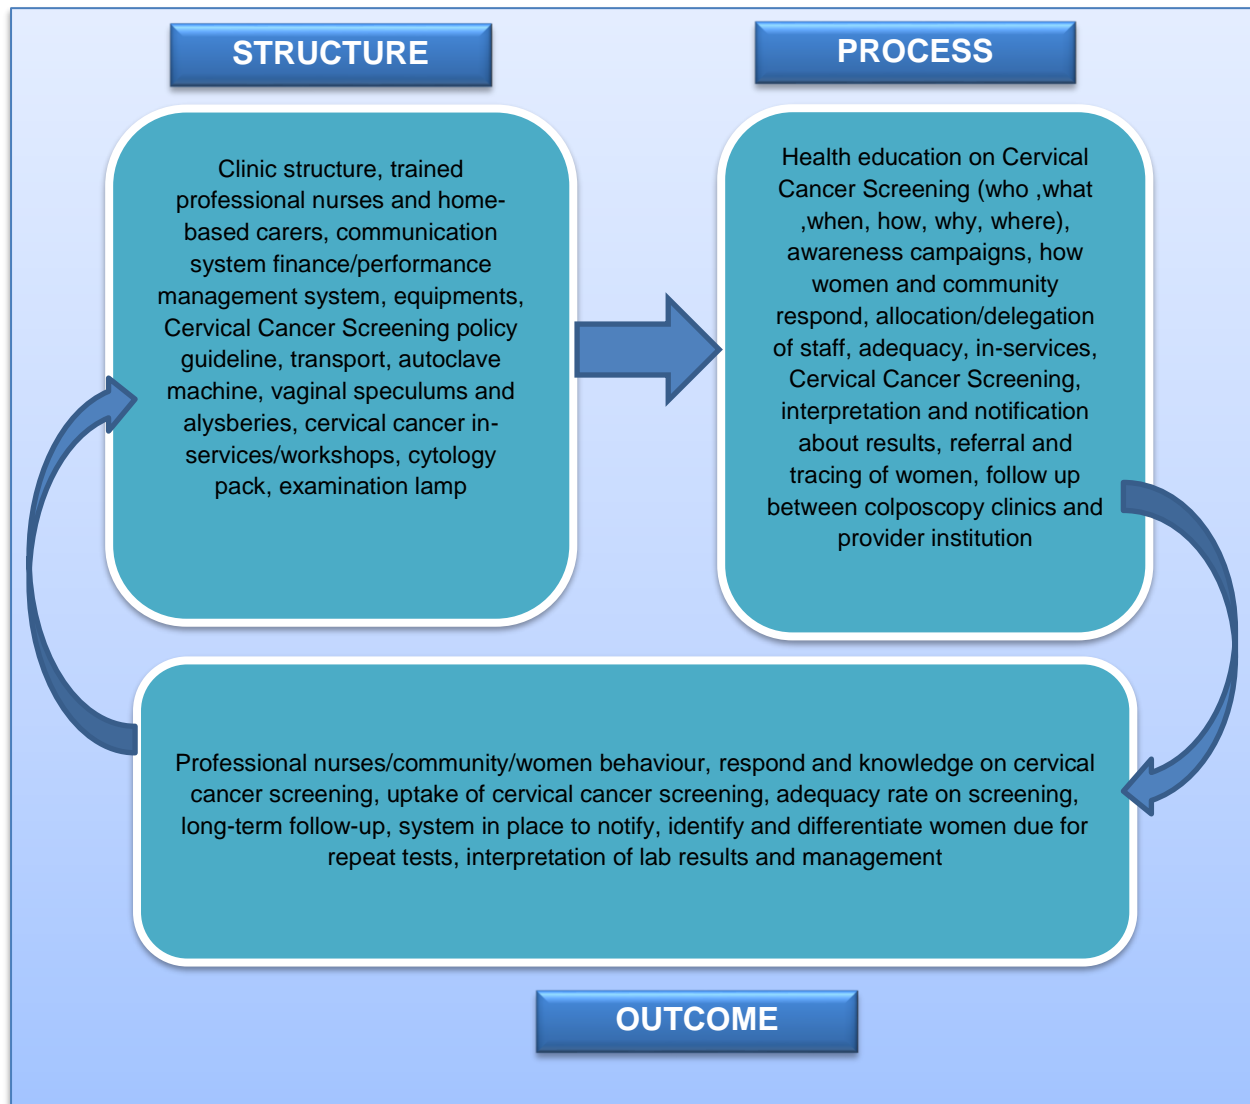 STRUCTURE
Clinic structure, trained
professional nurses and home-
based carers, communication
system finance/performance
management system, equipments,
Cervical Cancer Screening policy
guideline, transport, autoclave
machine, vaginal speculums and
alysberies, cervical cancer in-
services/workshops, cytology
pack, examination lamp
PROCESS
Health education on Cervical
Cancer Screening (who ,what
,when, how, why, where),
awareness campaigns, how
women and community
respond, allocation/delegation
of staff, adequacy, in-services,
Cervical Cancer Screening,
interpretation and notification
about results, referral and
tracing of women, follow up
between colposcopy clinics and
provider institution
Professional nurses/community/women behaviour, respond and knowledge on cervical
cancer screening, uptake of cervical cancer screening, adequacy rate on screening,
long-term follow-up, system in place to notify, identify and differentiate women due for
repeat tests, interpretation of lab results and management
OUTCOME